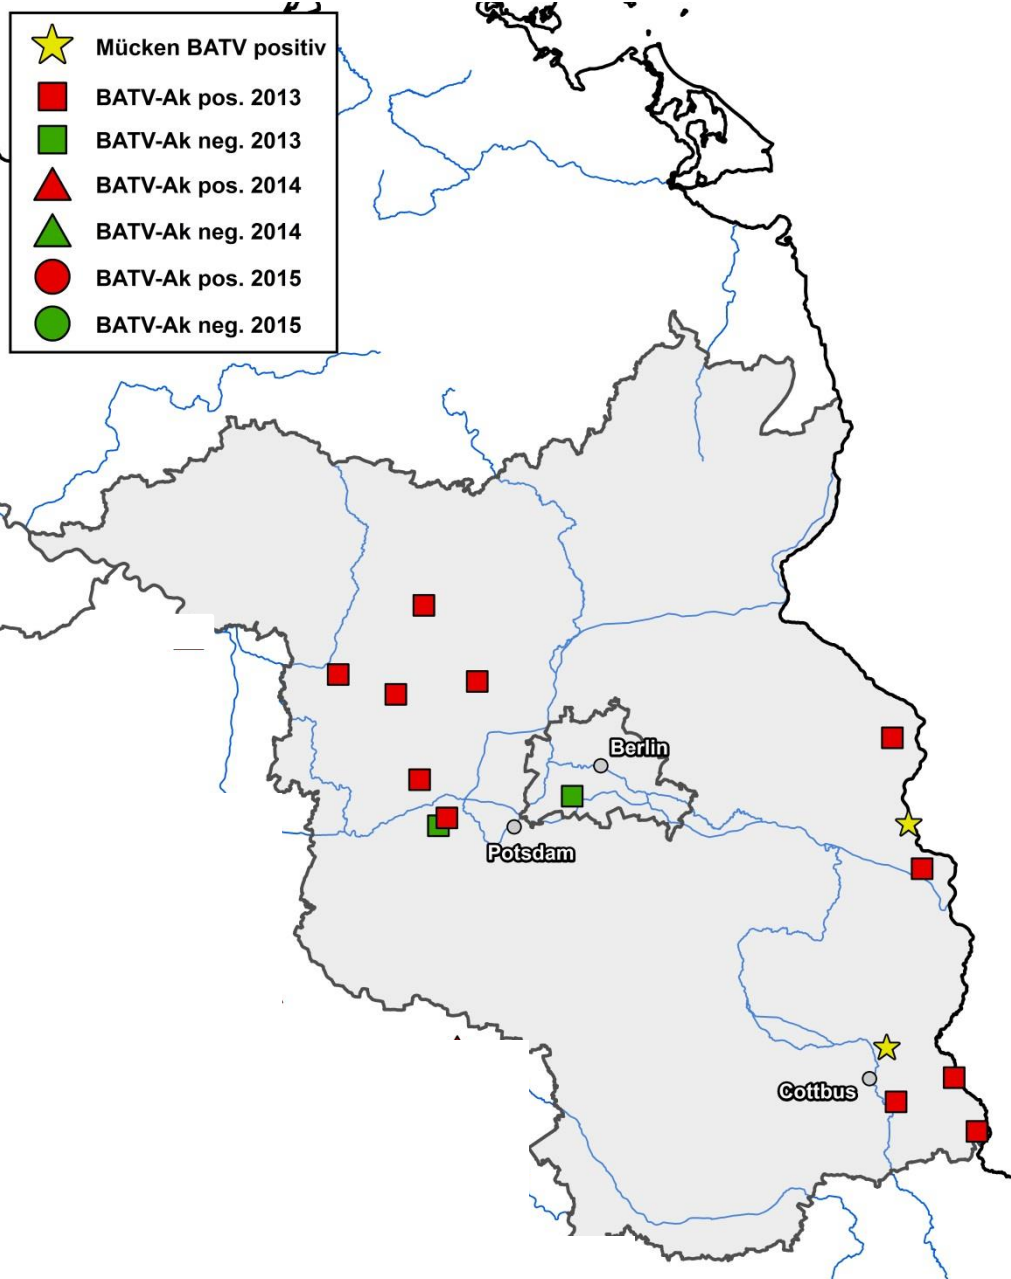 Mücken BATV positiv
BATV-Ak pos. 2013
BATV-Ak neg. 2013
BATV-Ak pos. 2014
BATV-Ak neg. 2014
BATV-Ak pos. 2015
BATV-Ak neg. 2015
Berlin
Potsdam
Cottbus